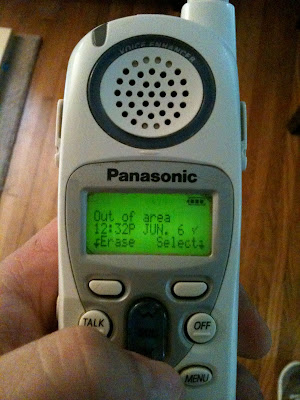 VOICE ENHANCER
Panasonic
Out of area
12:32P JUN. 6 √
Erase Select
TALK
OFF
MENU